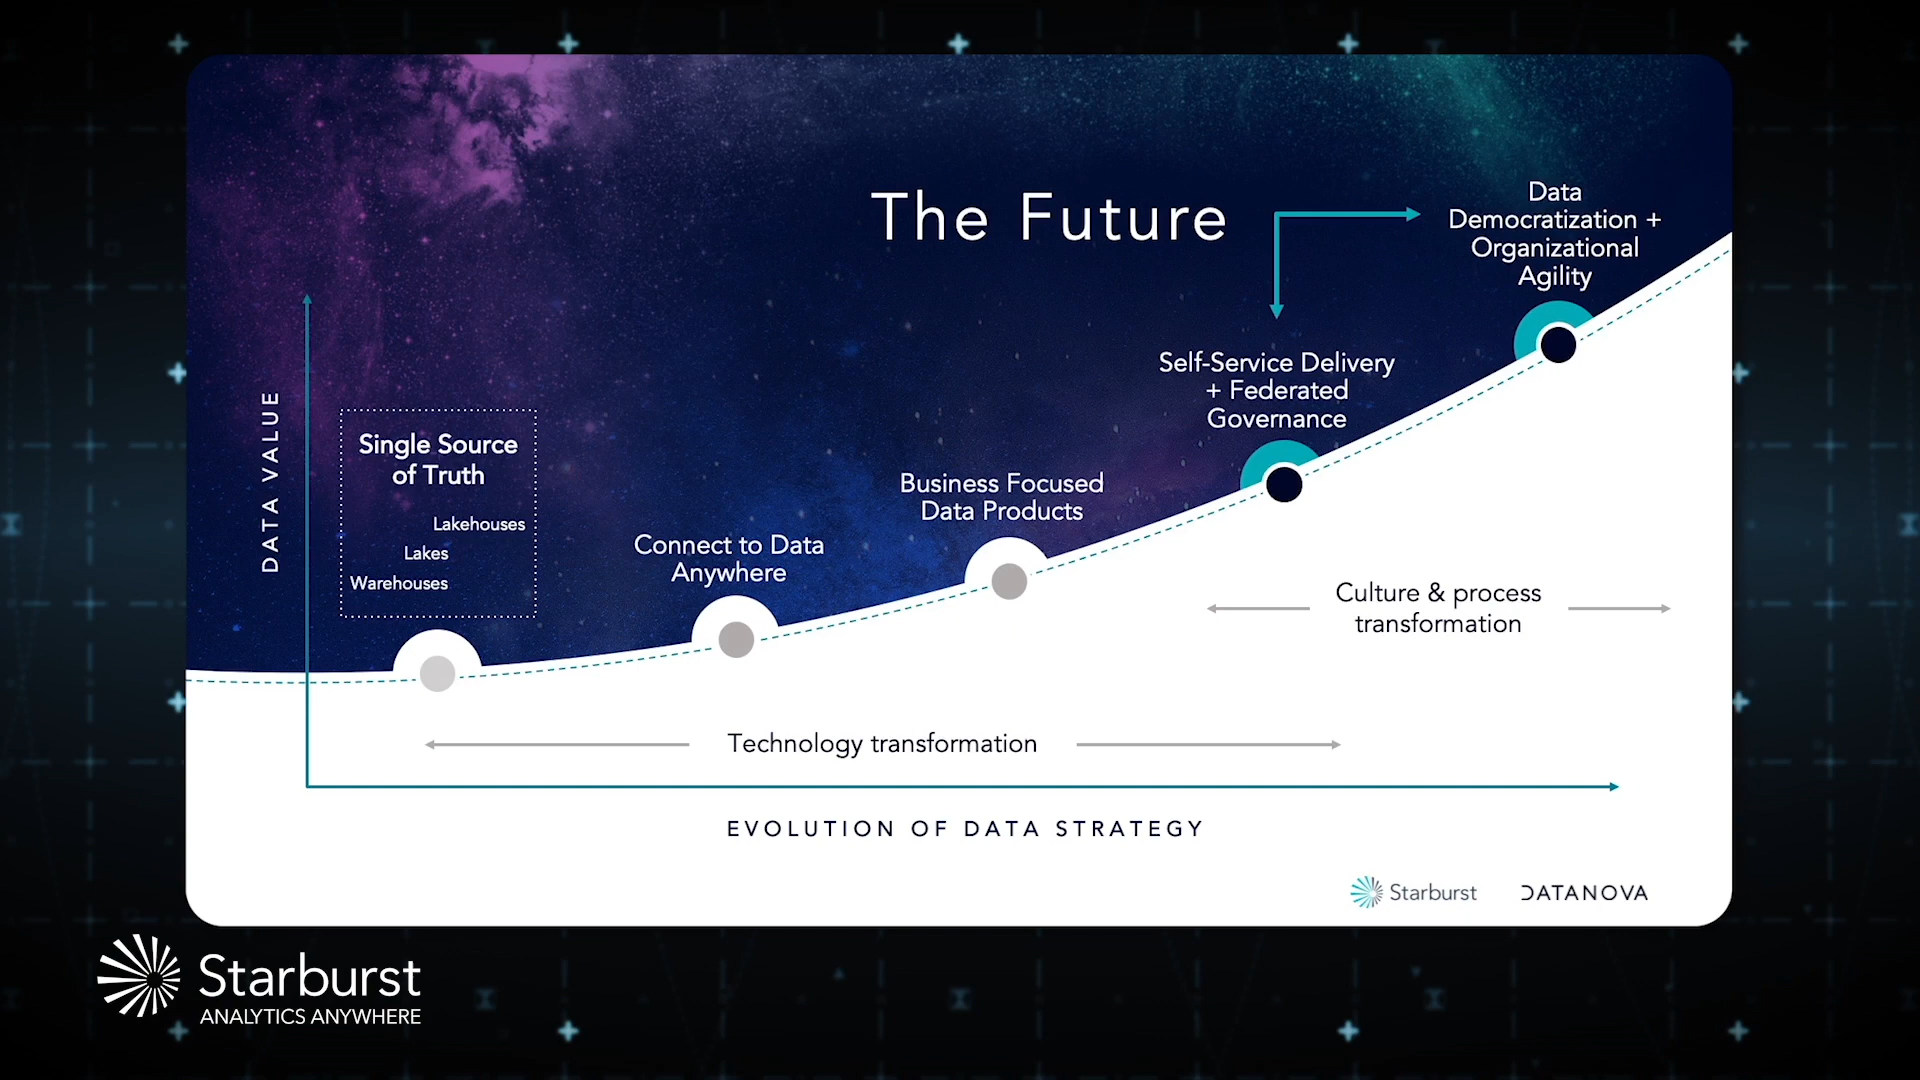 The Future
Data
Democratization +
Organizational
Agility
Self-Service Delivery
+ Federated
Governance
DATA VALUE
Single Source
of Truth
Lakehouses
Lakes
Warehouses
Business Focused
Data Products
Connect to Data
Anywhere
Culture & process
transformation
Technology transformation
EVOLUTION OF DATA STRATEGY
Starburst
DATANOVA
Starburst
ANALYTICS ANYWHERE